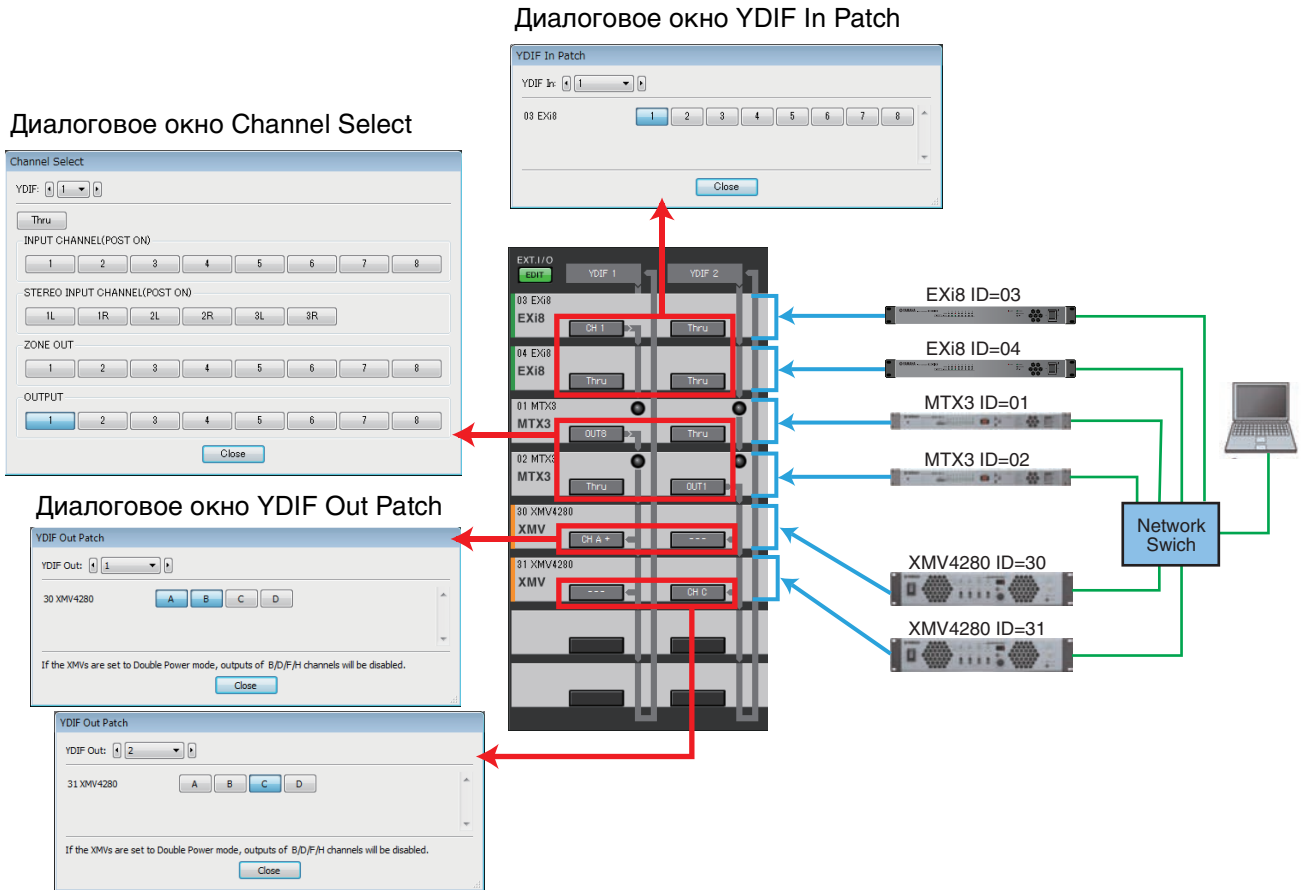 Диалоговое окно YDIF In Patch
YDIF In Patch
YDIF In: 1
03 EXi8 1 2 3 4 5 6 7 8
Close
Диалоговое окно Channel Select
Channel Select
YDIF: 1
Thru
INPUT CHANNEL(POST ON)
1 2 3 4 5 6 7 8
STEREO INPUT CHANNEL(POST ON)
1L 1R 2L 2R 3L 3R
ZONE OUT
1 2 3 4 5 6 7 8
OUTPUT
1 2 3 4 5 6 7 8
Close
EXT.I/O
EDIT YDIF 1 YDIF 2
03 EXi8
EXi8
CH 1 Thru
04 EXi8
EXi8
Thru Thru
01 MTX3
MTX3
OUT8 Thru
02 MTX3
MTX3
Thru OUT1
30 XMV4280
XMV
CH A + ---
31 XMV4280
XMV
--- CH C
EXi8 ID=03
EXi8 ID=04
MTX3 ID=01
MTX3 ID=02
XMV4280 ID=30
XMV4280 ID=31
Network
Swich
Диалоговое окно YDIF Out Patch
YDIF Out Patch
YDIF Out: 1
30 XMV4280 A B C D
If the XMVs are set to Double Power mode, outputs of B/D/F/H channels will be disabled.
Close
YDIF Out Patch
YDIF Out: 2
31 XMV4280 A B C D
If the XMVs are set to Double Power mode, outputs of B/D/F/H channels will be disabled.
Close